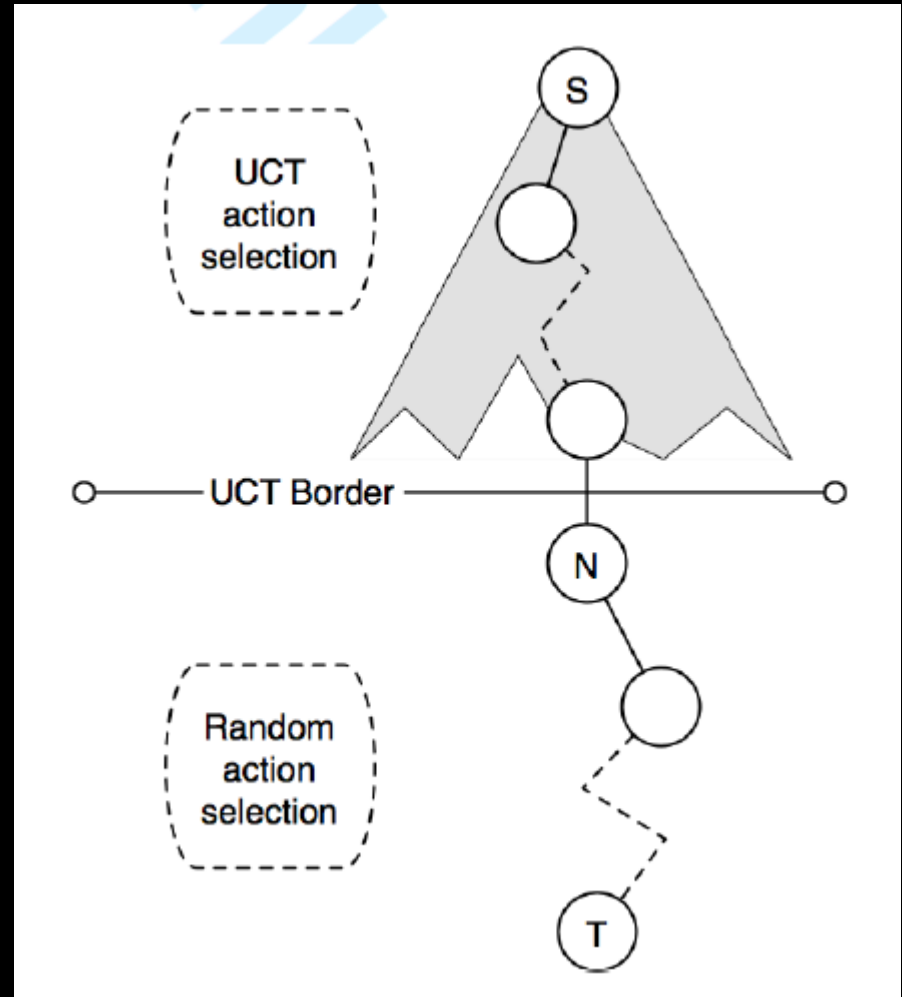 S
UCT
action
selection
UCT Border
N
Random
action
selection
T